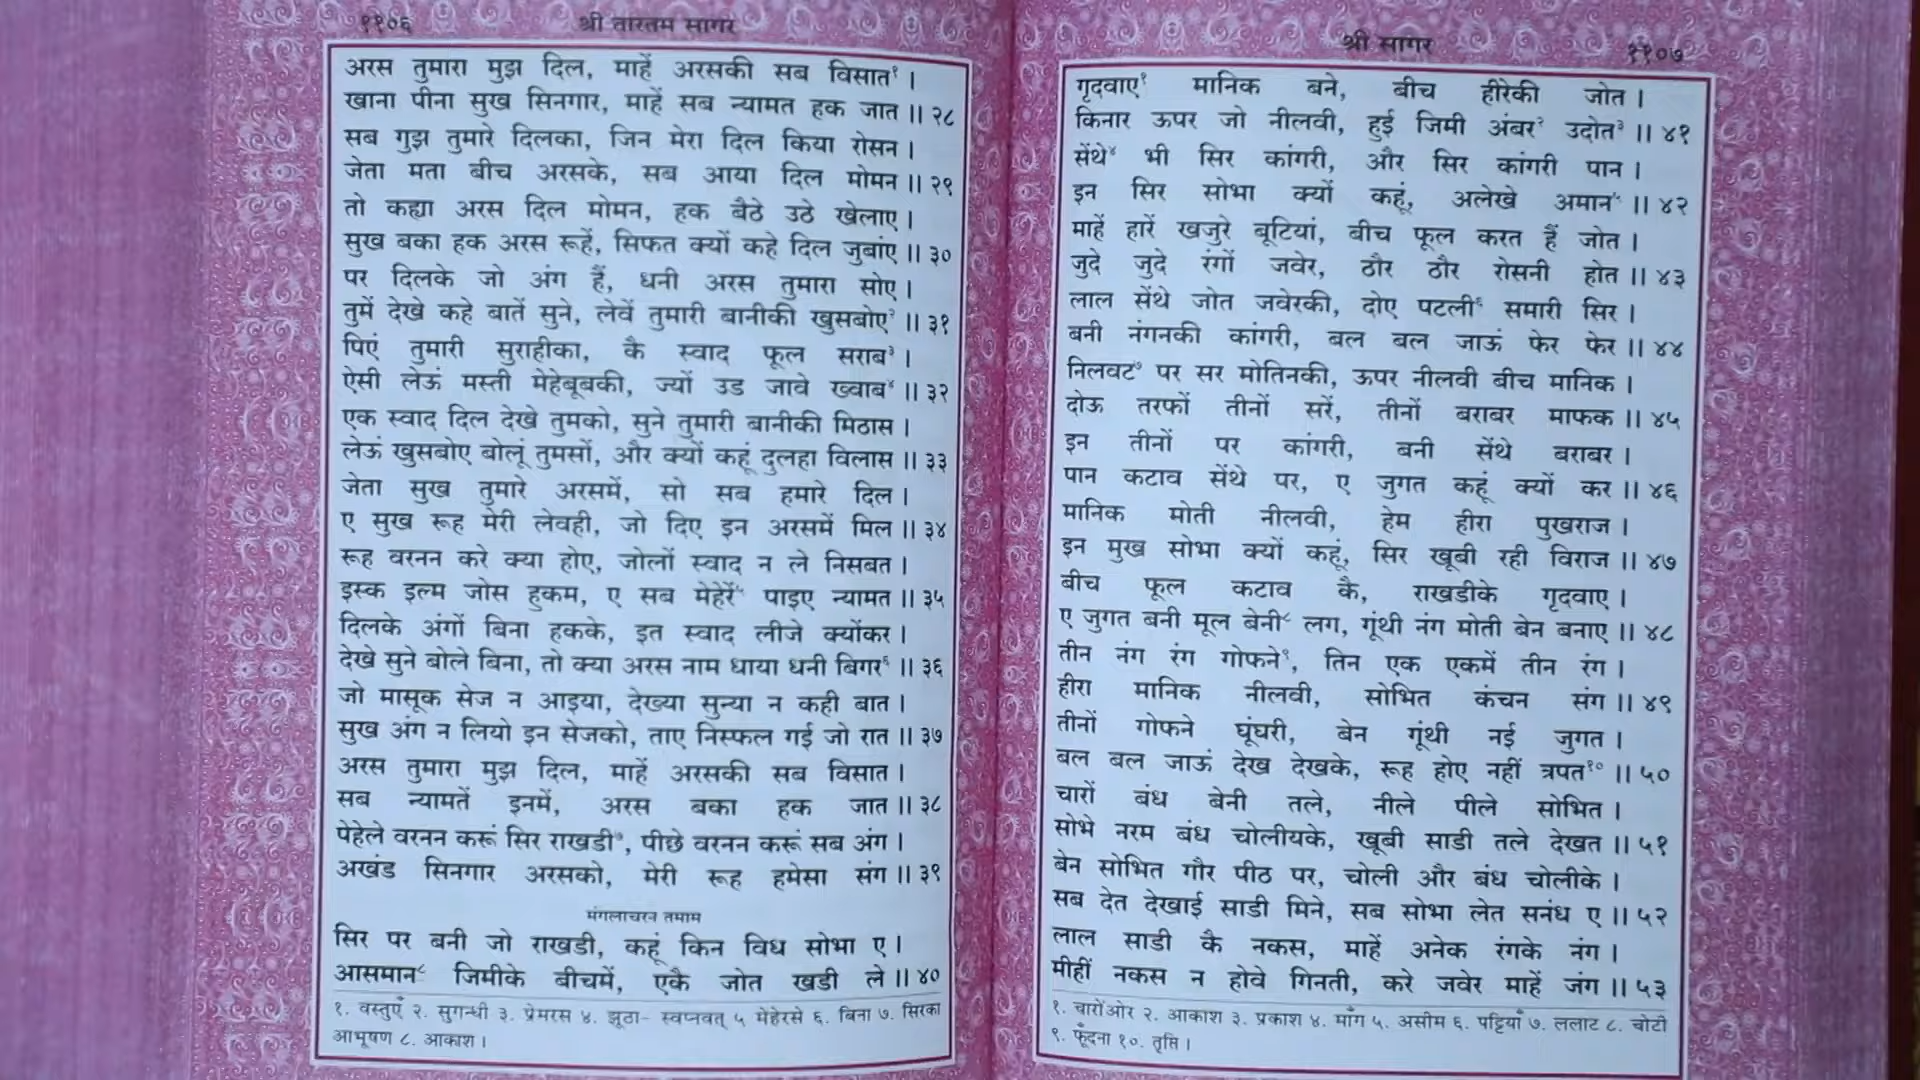 ११०६ श्री तारतम सागर
अरस तुमारा मुझ दिल, माहें अरसकी सब विसात१ ।
खाना पीना सुख सिनगार, माहें सब न्यामत हक जात ॥ २८
सब गुझ तुमारे दिलका, जिन मेरा दिल किया रोसन ।
जेता मता बीच अरसके, सब आया दिल मोमन ॥ २९
तो कह्या अरस दिल मोमन, हक बैठे उठे खेलाए ।
सुख बका हक अरस रूहें, सिफत क्यों कहे दिल जुबांए ॥ ३०
पर दिलके जो अंग हैं, धनी अरस तुमारा सोए ।
तुमें देखे कहे बातें सुने, लेवें तुमारी बानीकी खुसबोए२ ॥ ३१
पिएं तुमारी सुराहीका, कै स्वाद फूल सराब३ ।
ऐसी लेऊं मस्ती मेहेबूबकी, ज्यों उड जावे ख्वाब४ ॥ ३२
एक स्वाद दिल देखे तुमको, सुने तुमारी बानीकी मिठास ।
लेऊं खुसबोए बोलूं तुमसों, और क्यों कहूं दुलहा विलास ॥ ३३
जेता सुख तुमारे अरसमें, सो सब हमारे दिल ।
ए सुख रूह मेरी लेवही, जो दिए इन अरसमें मिल ॥ ३४
रूह वरनन करे क्या होए, जोलों स्वाद न ले निसबत ।
इस्क इल्म जोस हुकम, ए सब मेहेरें५ पाइए न्यामत ॥ ३५
दिलके अंगों बिना हकके, इत स्वाद लीजे क्योंकर ।
देखे सुने बोले बिना, तो क्या अरस नाम धाया धनी बिगर६ ॥ ३६
जो मासूक सेज न आइया, देख्या सुन्या न कही बात ।
सुख अंग न लियो इन सेजको, ताए निस्फल गई जो रात ॥ ३७
अरस तुमारा मुझ दिल, माहें अरसकी सब विसात ।
सब न्यामतें इनमें, अरस बका हक जात ॥ ३८
पेहेले वरनन करूं सिर राखडी७, पीछे वरनन करूं सब अंग ।
अखंड सिनगार अरसको, मेरी रूह हमेसा संग ॥ ३९
मंगलाचरन तमाम
सिर पर बनी जो राखडी, कहूं किन विध सोभा ए ।
आसमान८ जिमीके बीचमें, एकै जोत खडी ले ॥ ४०
१. वस्तुएँ २. सुगन्धी ३. प्रेमरस ४. झूठा- स्वप्नवत् ५ मेहेरसे ६. बिना ७. सिरका
आभूषण ८. आकाश ।
श्री सागर ११०७
गृदवाए१ मानिक बने, बीच हीरेकी जोत ।
किनार ऊपर जो नीलवी, हुई जिमी अंबर२ उदोत३ ॥ ४१
सेंथे४ भी सिर कांगरी, और सिर कांगरी पान ।
इन सिर सोभा क्यों कहूं, अलेखे अमान५ ॥ ४२
माहें हारें खजुरे बूटियां, बीच फूल करत हैं जोत ।
जुदे जुदे रंगों जवेर, ठौर ठौर रोसनी होत ॥ ४३
लाल सेंथे जोत जवेरकी, दोए पटली६ समारी सिर ।
बनी नंगनकी कांगरी, बल बल जाऊं फेर फेर ॥ ४४
निलवट७ पर सर मोतिनकी, ऊपर नीलवी बीच मानिक ।
दोऊ तरफों तीनों सरें, तीनों बराबर माफक ॥ ४५
इन तीनों पर कांगरी, बनी सेंथे बराबर ।
पान कटाव सेंथे पर, ए जुगत कहूं क्यों कर ॥ ४६
मानिक मोती नीलवी, हेम हीरा पुखराज ।
इन मुख सोभा क्यों कहूं, सिर खूबी रही विराज ॥ ४७
बीच फूल कटाव कै, राखडीके गृदवाए ।
ए जुगत बनी मूल बेनी८ लग, गूंथी नंग मोती बेन बनाए ॥ ४८
तीन नंग रंग गोफने९, तिन एक एकमें तीन रंग ।
हीरा मानिक नीलवी, सोभित कंचन संग ॥ ४९
तीनों गोफने घूंघरी, बेन गूंथी नई जुगत ।
बल बल जाऊं देख देखके, रूह होए नहीं त्रपत१० ॥ ५०
चारों बंध बेनी तले, नीले पीले सोभित ।
सोभे नरम बंध चोलीयके, खूबी साडी तले देखत ॥ ५१
बेन सोभित गौर पीठ पर, चोली और बंध चोलीके ।
सब देत देखाई साडी मिने, सब सोभा लेत सनंध ए ॥ ५२
लाल साडी कै नकस, माहें अनेक रंगके नंग ।
मीहीं नकस न होवे गिनती, करे जवेर माहें जंग ॥ ५३
१. चारोंओर २. आकाश ३. प्रकाश ४. माँग ५. असीम ६. पट्टियाँ ७. ललाट ८. चोटी
९. फूँदना १०. तृप्ति ।